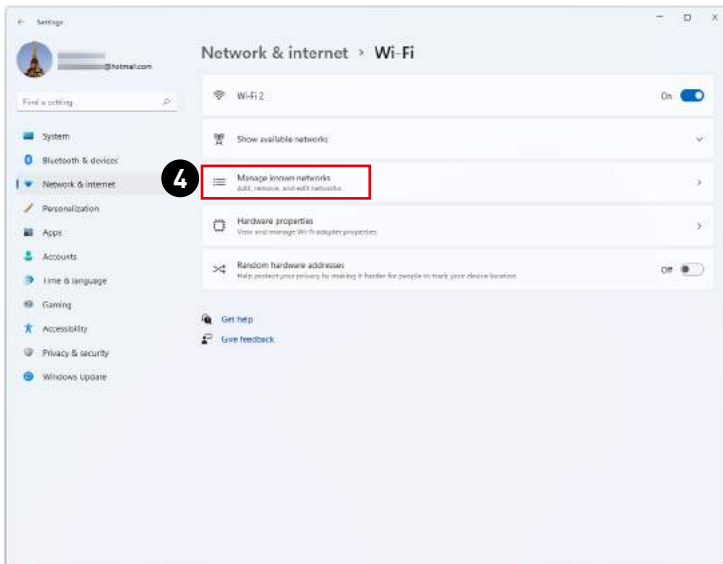 Settings
@hotmail.com
Find a setting
System
Bluetooth & devices
Network & internet
Personalization
Apps
Accounts
Time & language
Gaming
Accessibility
Privacy & security
Windows Update
Network & internet > Wi-Fi
Wi-Fi 2
On
Show available networks
4
Manage known networks
Add, remove, and edit networks
Hardware properties
View and manage Wi-Fi adapter properties
Random hardware addresses
Help protect your privacy by making it harder for people to track your device location
Off
Get help
Give feedback